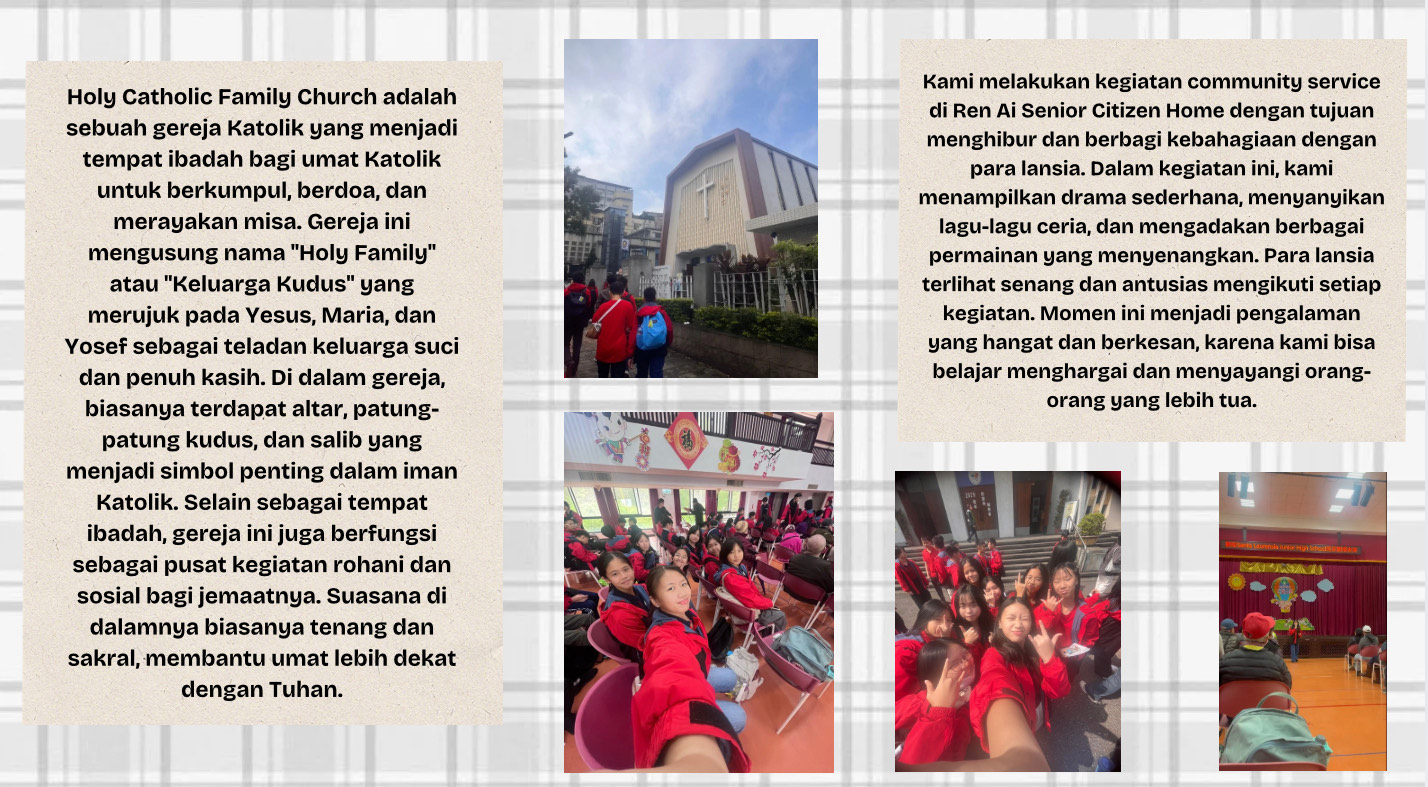 Holy Catholic Family Church adalah
sebuah gereja Katolik yang menjadi
tempat ibadah bagi umat Katolik
untuk berkumpul, berdoa, dan
merayakan misa. Gereja ini
mengusung nama "Holy Family"
atau "Keluarga Kudus" yang
merujuk pada Yesus, Maria, dan
Yosef sebagai teladan keluarga suci
dan penuh kasih. Di dalam gereja,
biasanya terdapat altar, patung-
patung kudus, dan salib yang
menjadi simbol penting dalam iman
Katolik. Selain sebagai tempat
ibadah, gereja ini juga berfungsi
sebagai pusat kegiatan rohani dan
sosial bagi jemaatnya. Suasana di
dalamnya biasanya tenang dan
sakral, membantu umat lebih dekat
dengan Tuhan.
Kami melakukan kegiatan community service
di Ren Ai Senior Citizen Home dengan tujuan
menghibur dan berbagi kebahagiaan dengan
para lansia. Dalam kegiatan ini, kami
menampilkan drama sederhana, menyanyikan
lagu-lagu ceria, dan mengadakan berbagai
permainan yang menyenangkan. Para lansia
terlihat senang dan antusias mengikuti setiap
kegiatan. Momen ini menjadi pengalaman
yang hangat dan berkesan, karena kami bisa
belajar menghargai dan menyayangi orang-
orang yang lebih tua.